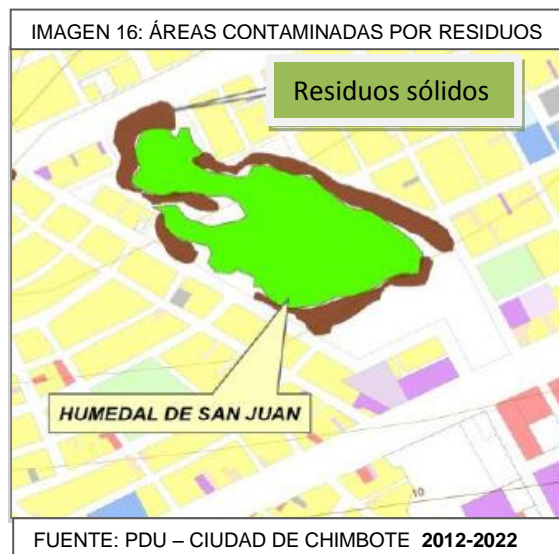 IMAGEN 16: ÁREAS CONTAMINADAS POR RESIDUOS
Residuos sólidos
HUMEDAL DE SAN JUAN
10
FUENTE: PDU – CIUDAD DE CHIMBOTE 2012-2022